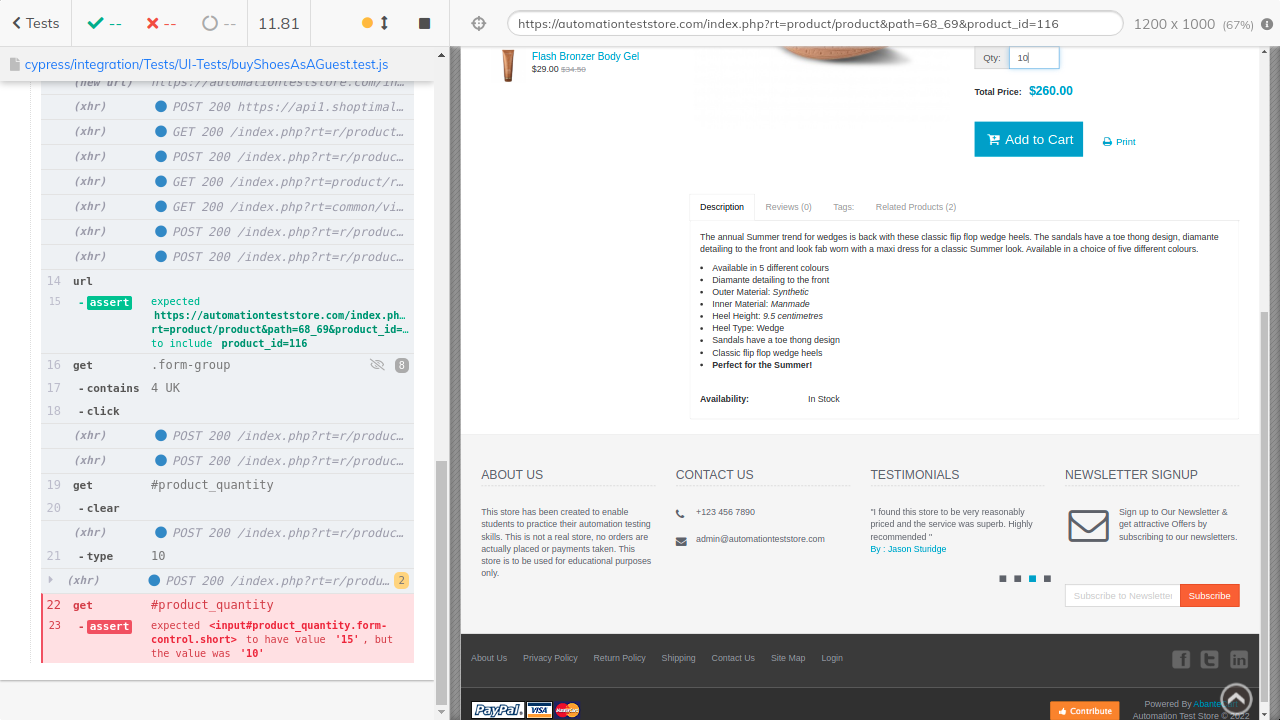 Tests
--
--
--
11.81
https://automationteststore.com/index.php?rt=product/product&path=68_69&product_id=116
1200 x 1000 (67%)
cypress/integration/Tests/UI-Tests/buyShoesAsAGuest.test.js
(new url) https://automationteststore.com/in…
(xhr) POST 200 https://api1.shoptimal…
(xhr) GET 200 /index.php?rt=r/product…
(xhr) POST 200 /index.php?rt=r/produc…
(xhr) GET 200 /index.php?rt=product/r…
(xhr) GET 200 /index.php?rt=common/vi…
(xhr) POST 200 /index.php?rt=r/produc…
(xhr) POST 200 /index.php?rt=r/produc…
14 url
15 -assert expected
https://automationteststore.com/index.ph…
rt=product/product&path=68_69&product_id=…
to include product_id=116
16 get .form-group 8
17 -contains 4 UK
18 -click
(xhr) POST 200 /index.php?rt=r/produc…
(xhr) POST 200 /index.php?rt=r/produc…
19 get #product_quantity
20 -clear
(xhr) POST 200 /index.php?rt=r/produc…
21 -type 10
(xhr) POST 200 /index.php?rt=r/produ… 2
22 get #product_quantity
23 -assert expected <input#product_quantity.form-
control.short> to have value '15', but
the value was '10'
Flash Bronzer Body Gel
$29.00 $34.50
Qty: 10
Total Price: $260.00
Add to Cart
Print
Description
Reviews (0)
Tags:
Related Products (2)
The annual Summer trend for wedges is back with these classic flip flop wedge heels. The sandals have a toe thong design, diamante
detailing to the front and look fab worn with a maxi dress for a classic Summer look. Available in a choice of five different colours.
• Available in 5 different colours
• Diamante detailing to the front
• Outer Material: Synthetic
• Inner Material: Manmade
• Heel Height: 9.5 centimetres
• Heel Type: Wedge
• Sandals have a toe thong design
• Classic flip flop wedge heels
• Perfect for the Summer!
Availability: In Stock
ABOUT US
This store has been created to enable
students to practice their automation testing
skills. This is not a real store, no orders are
actually placed or payments taken. This
store is to be used for educational purposes
only.
CONTACT US
+123 456 7890
admin@automationteststore.com
TESTIMONIALS
"I found this store to be very reasonably
priced and the service was superb. Highly
recommended "
By : Jason Sturidge
NEWSLETTER SIGNUP
Sign up to Our Newsletter &
get attractive Offers by
subscribing to our newsletters.
Subscribe to Newsletter
Subscribe
About Us
Privacy Policy
Return Policy
Shipping
Contact Us
Site Map
Login
PayPal
VISA
MasterCard
Contribute
Powered By
Automation Test Store © 2022